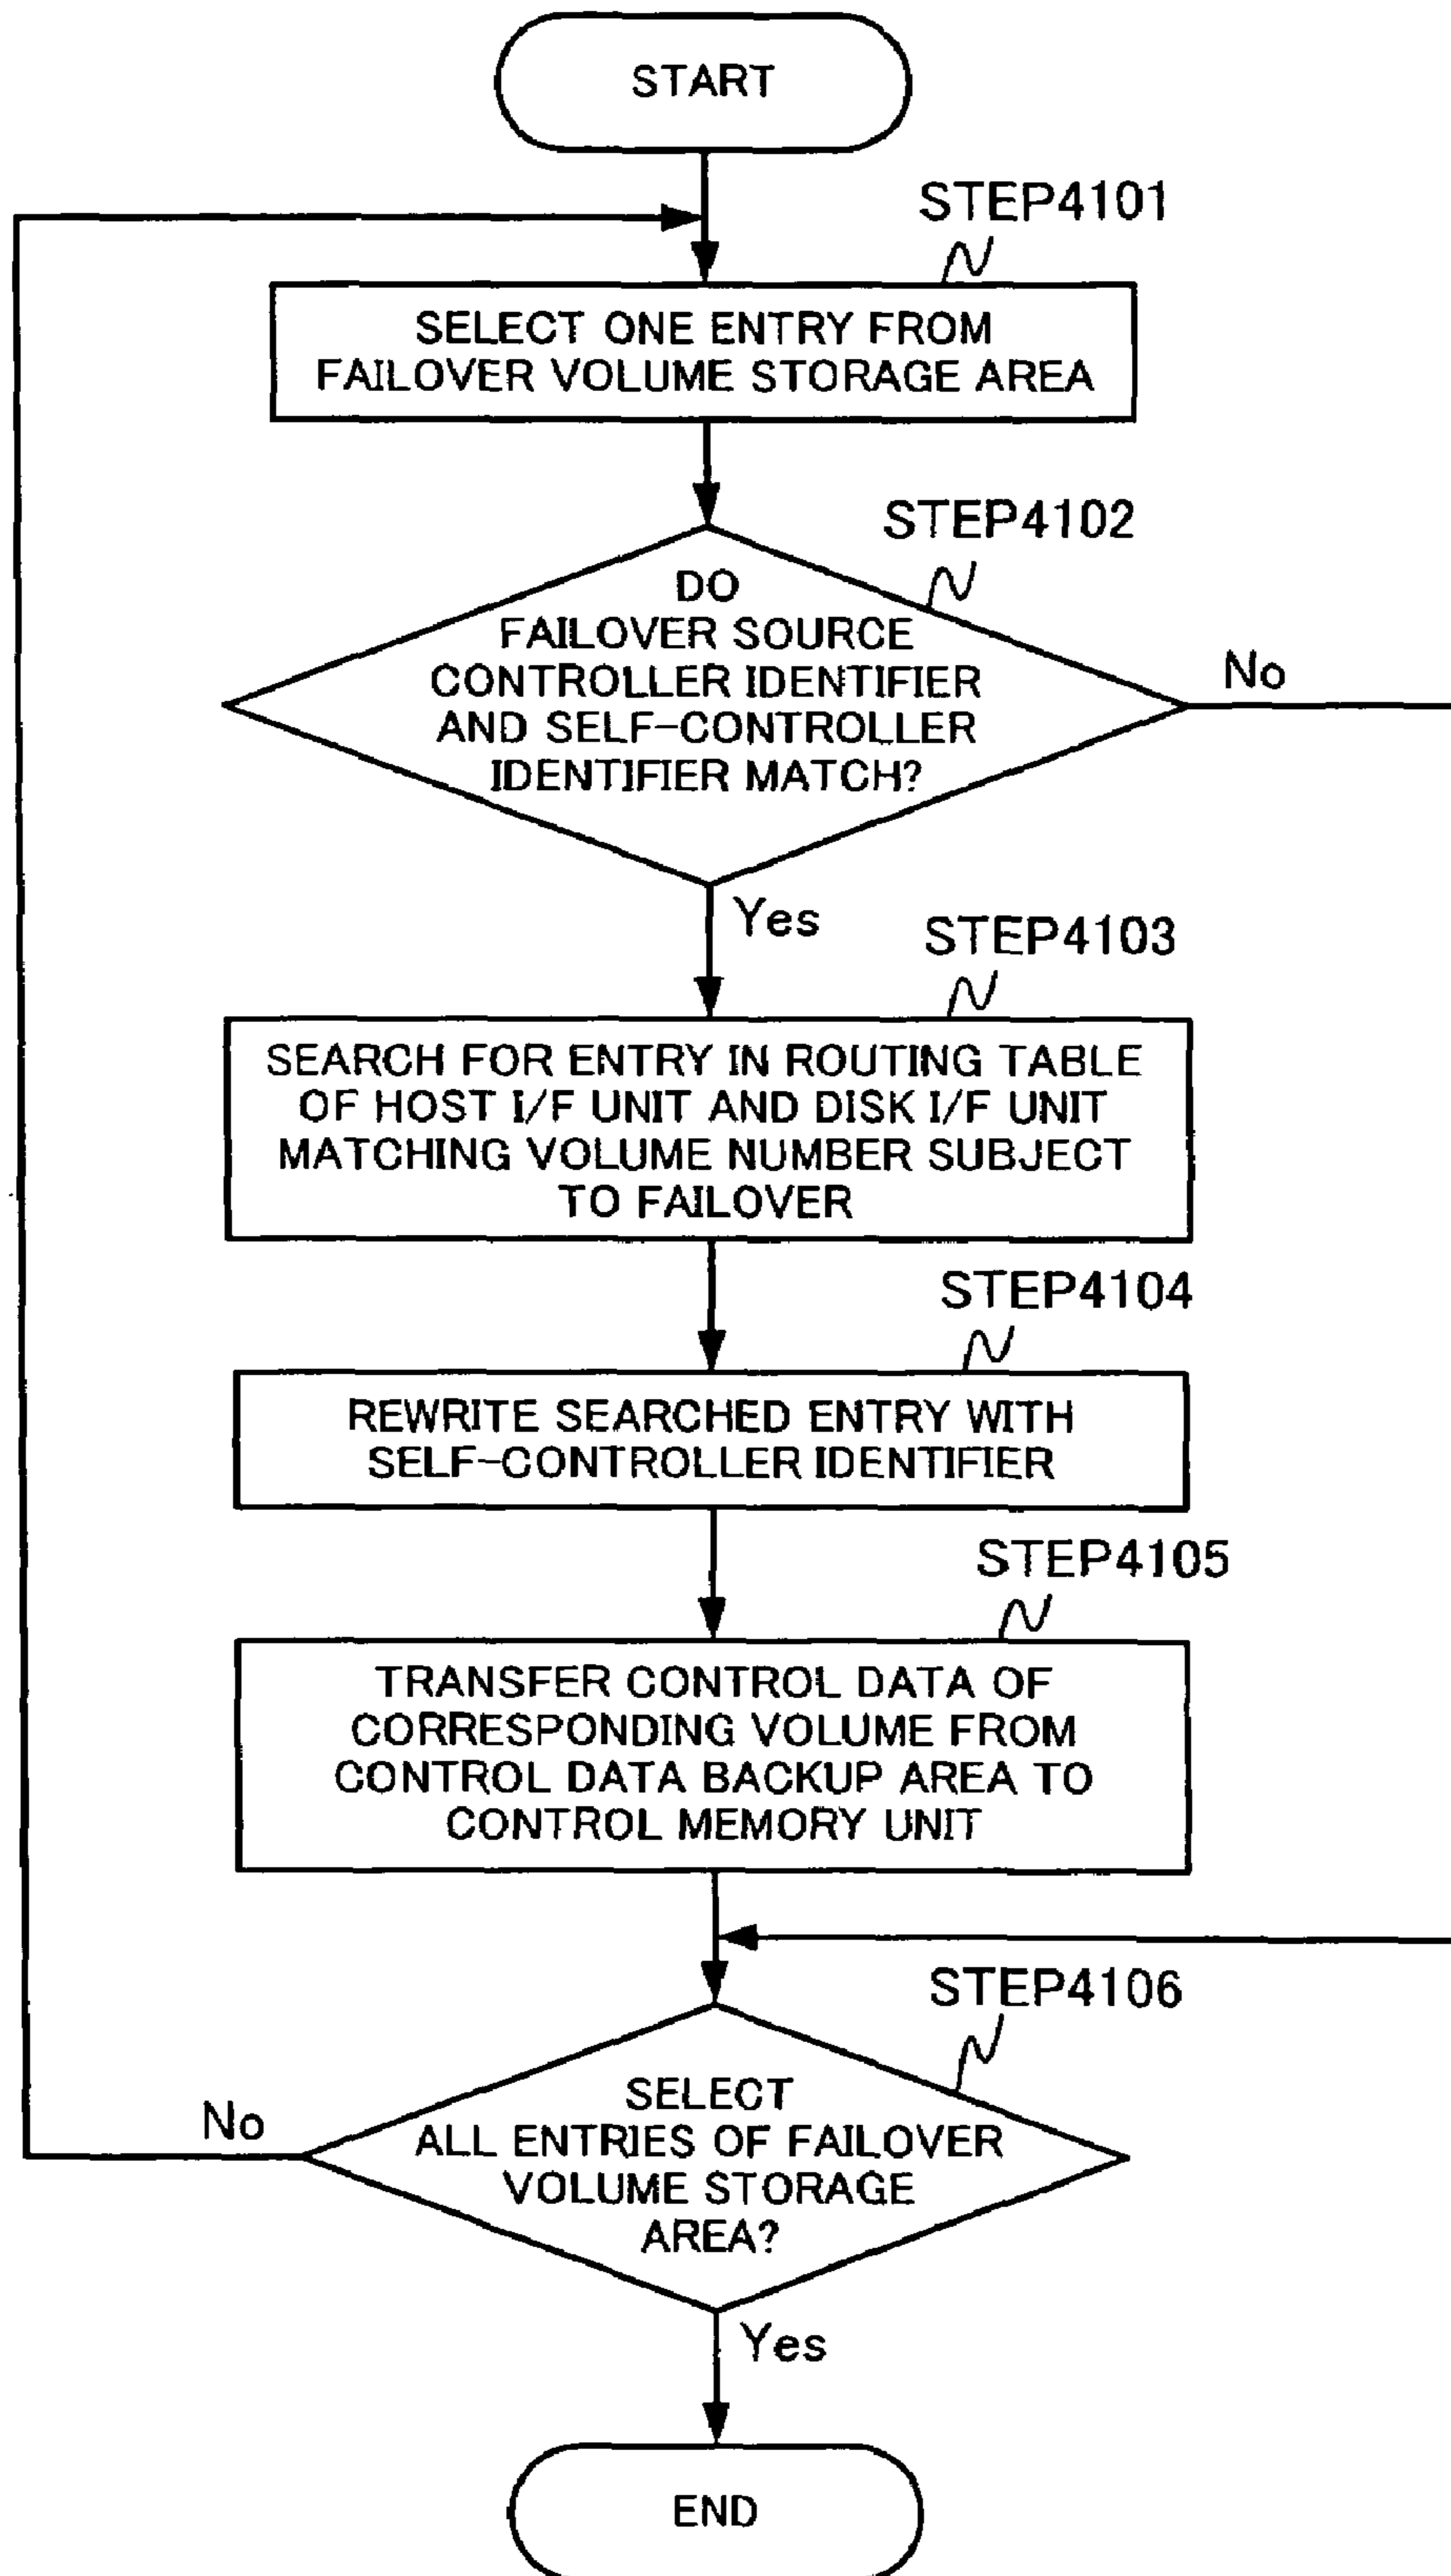 START
STEP4101
SELECT ONE ENTRY FROM
FAILOVER VOLUME STORAGE AREA
STEP4102
DO
FAILOVER SOURCE
CONTROLLER IDENTIFIER
AND SELF-CONTROLLER
IDENTIFIER MATCH?
No
Yes
STEP4103
SEARCH FOR ENTRY IN ROUTING TABLE
OF HOST I/F UNIT AND DISK I/F UNIT
MATCHING VOLUME NUMBER SUBJECT
TO FAILOVER
STEP4104
REWRITE SEARCHED ENTRY WITH
SELF-CONTROLLER IDENTIFIER
STEP4105
TRANSFER CONTROL DATA OF
CORRESPONDING VOLUME FROM
CONTROL DATA BACKUP AREA TO
CONTROL MEMORY UNIT
STEP4106
SELECT
ALL ENTRIES OF FAILOVER
VOLUME STORAGE
AREA?
No
Yes
END